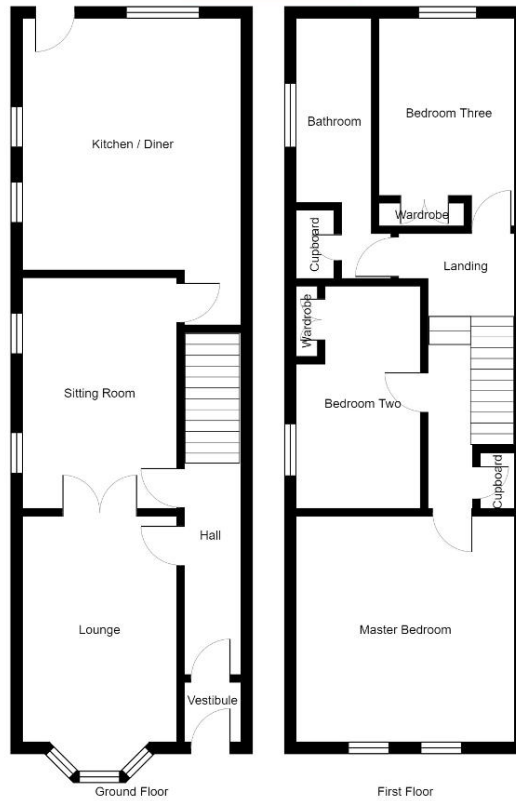 Kitchen / Diner
Sitting Room
Hall
Lounge
Vestibule
Ground Floor
Bathroom
Bedroom Three
Wardrobe
Cupboard
Landing
Wardrobe
Bedroom Two
Cupboard
Master Bedroom
First Floor